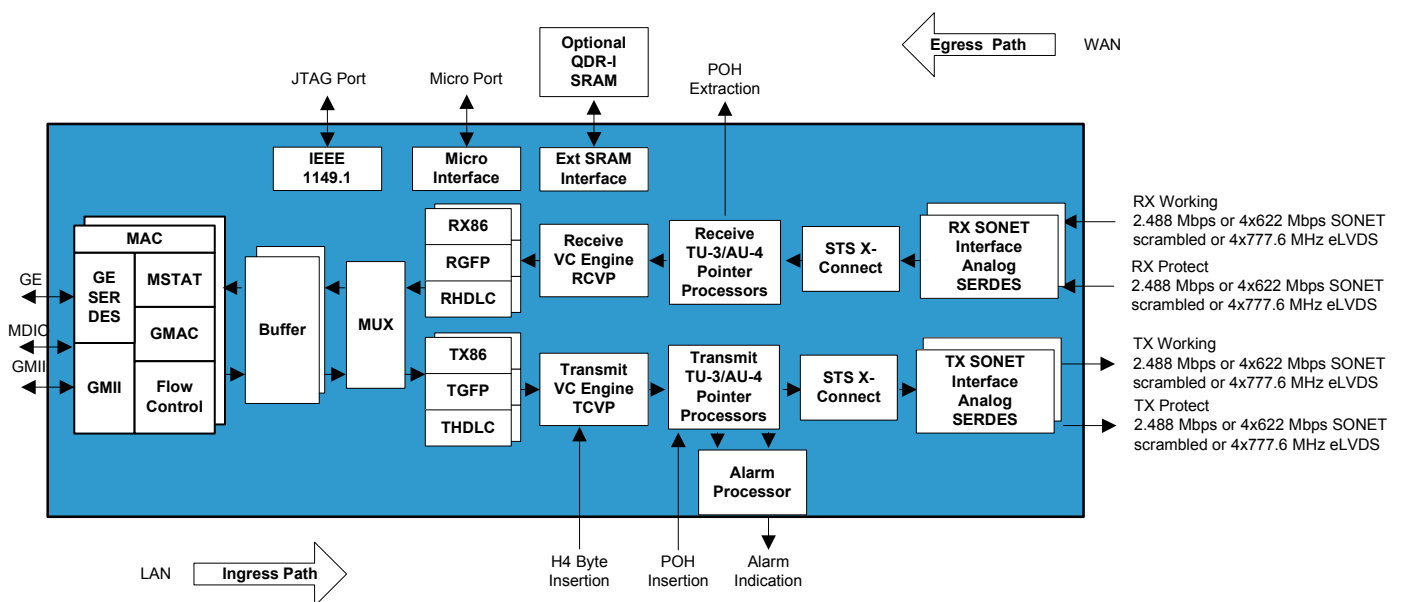 Optional
QDR-I
SRAM
Egress Path
WAN
JTAG Port
Micro Port
POH
Extraction
IEEE
1149.1
Micro
Interface
Ext SRAM
Interface
MAC
GE
SER
DES
MSTAT
GMAC
GMII
Flow
Control
GE
MDIC
GMII
Buffer
MUX
RX86
RGFP
RHDLC
Receive
VC Engine
RCVP
Receive
TU-3/AU-4
Pointer
Processors
STS X-
Connect
RX SONET
Interface
Analog
SERDES
RX Working
2.488 Mbps or 4x622 Mbps SONET
scrambled or 4x777.6 MHz eLVDS
RX Protect
2.488 Mbps or 4x622 Mbps SONET
scrambled or 4x777.6 MHz eLVDS
TX86
TGFP
THDLC
Transmit
VC Engine
TCVP
Transmit
TU-3/AU-4
Pointer
Processors
STS X-
Connect
TX SONET
Interface
Analog
SERDES
TX Working
2.488 Mbps or 4x622 Mbps SONET
scrambled or 4x777.6 MHz eLVDS
TX Protect
2.488 Mbps or 4x622 Mbps SONET
scrambled or 4x777.6 MHz eLVDS
Alarm
Processor
LAN
Ingress Path
H4 Byte
Insertion
POH
Insertion
Alarm
Indication